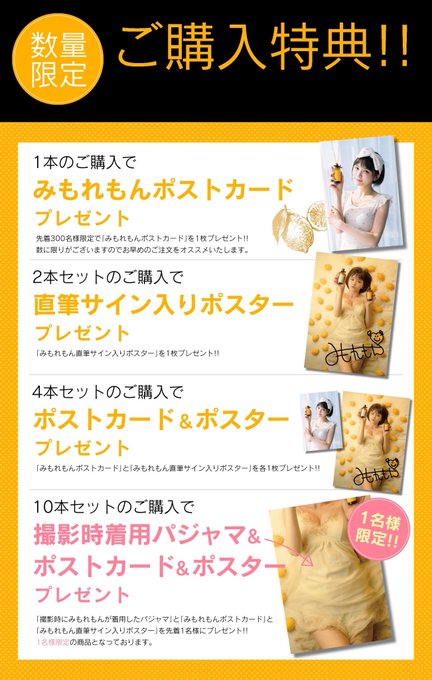 数量
限定
ご購入特典!!
1本のご購入で
みもれもんポストカード
プレゼント
先着300名様限定で「みもれもんポストカード」を1枚プレゼント!!
数に限りがございますのでお早めのご注文をオススメいたします。
2本セットのご購入で
直筆サイン入りポスター
プレゼント
「みもれもん直筆サイン入りポスター」を1枚プレゼント!!
みもれもん
4本セットのご購入で
ポストカード&ポスター
プレゼント
「みもれもんポストカード」と「みもれもん直筆サイン入りポスター」を各1枚プレゼント!!
みもれもん
10本セットのご購入で
撮影時着用パジャマ&
ポストカード&ポスター
プレゼント
1名様
限定!!
「撮影時にみもれもんが着用したパジャマ」と「みもれもんポストカード」と
「みもれもん直筆サイン入りポスター」を先着1名様にプレゼント!!
1名様限定の商品となっております。